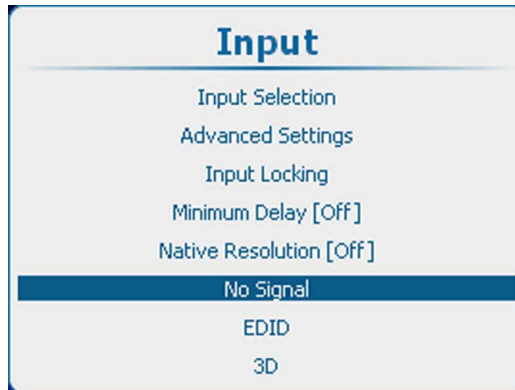 Input
Input Selection
Advanced Settings
Input Locking
Minimum Delay [Off]
Native Resolution [Off]
No Signal
EDID
3D